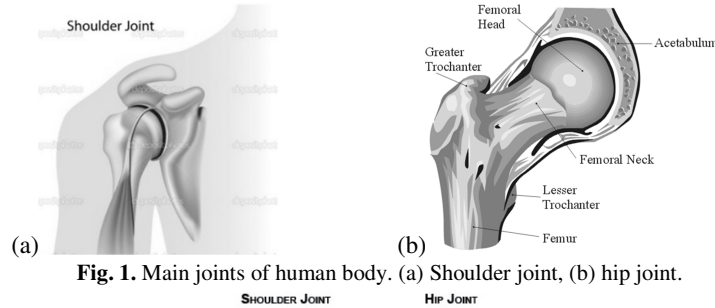 Shoulder Joint
Femoral
Head
Acetabulum
Greater
Trochanter
Femoral Neck
Lesser
Trochanter
Femur
(a)
(b)
Fig. 1. Main joints of human body. (a) Shoulder joint, (b) hip joint.
SHOULDER JOINT
HIP JOINT